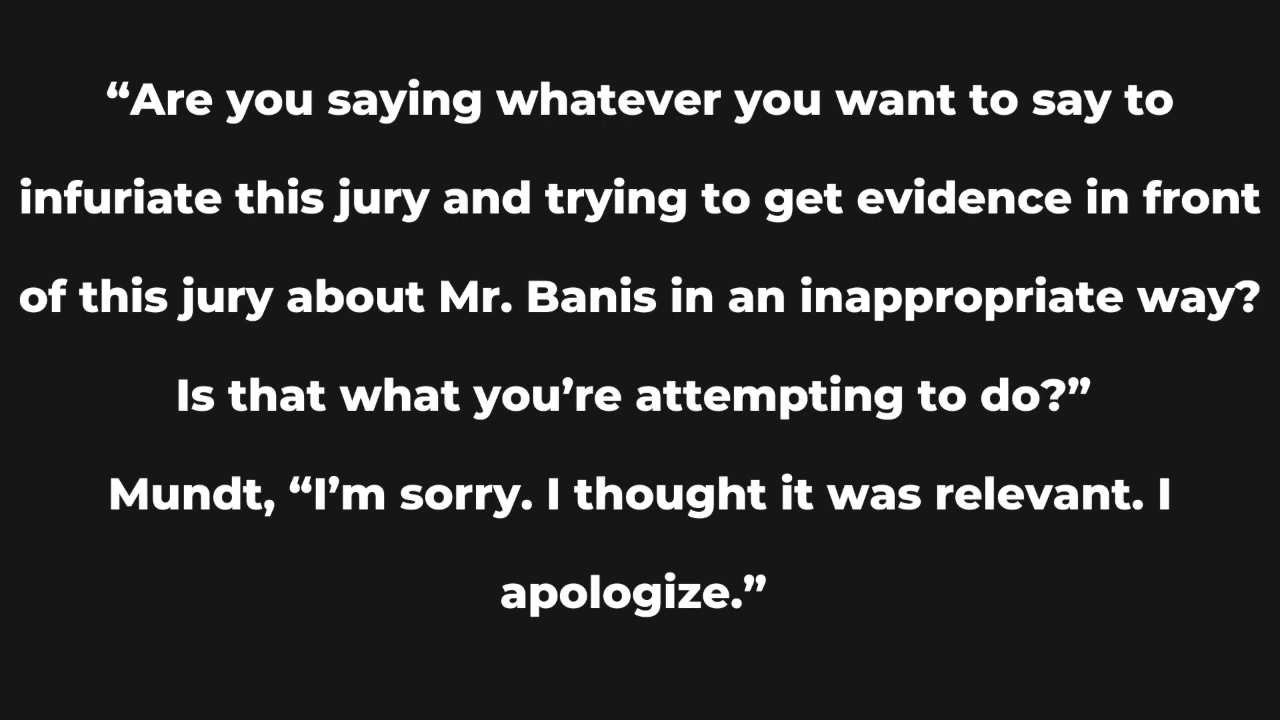 “Are you saying whatever you want to say to
infuriate this jury and trying to get evidence in front
of this jury about Mr. Banis in an inappropriate way?
Is that what you’re attempting to do?”
Mundt, “I’m sorry. I thought it was relevant. I
apologize.”